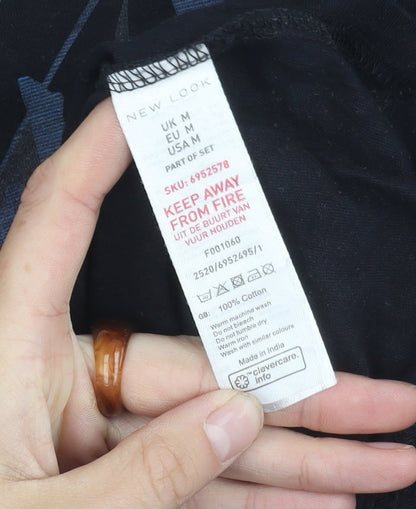 NEW LOOK
UK M
EU M
USA M
PART OF SET
SKU: 6952578
KEEP AWAY
FROM FIRE
UIT DE BUURT VAN
VUUR HOUDEN
F001060
2520/6952495/1
GB: 100% Cotton
Warm machine wash
Do not bleach
Do not tumble dry
Warm iron
Wash with similar colours
Made in India
™clevercare.
info